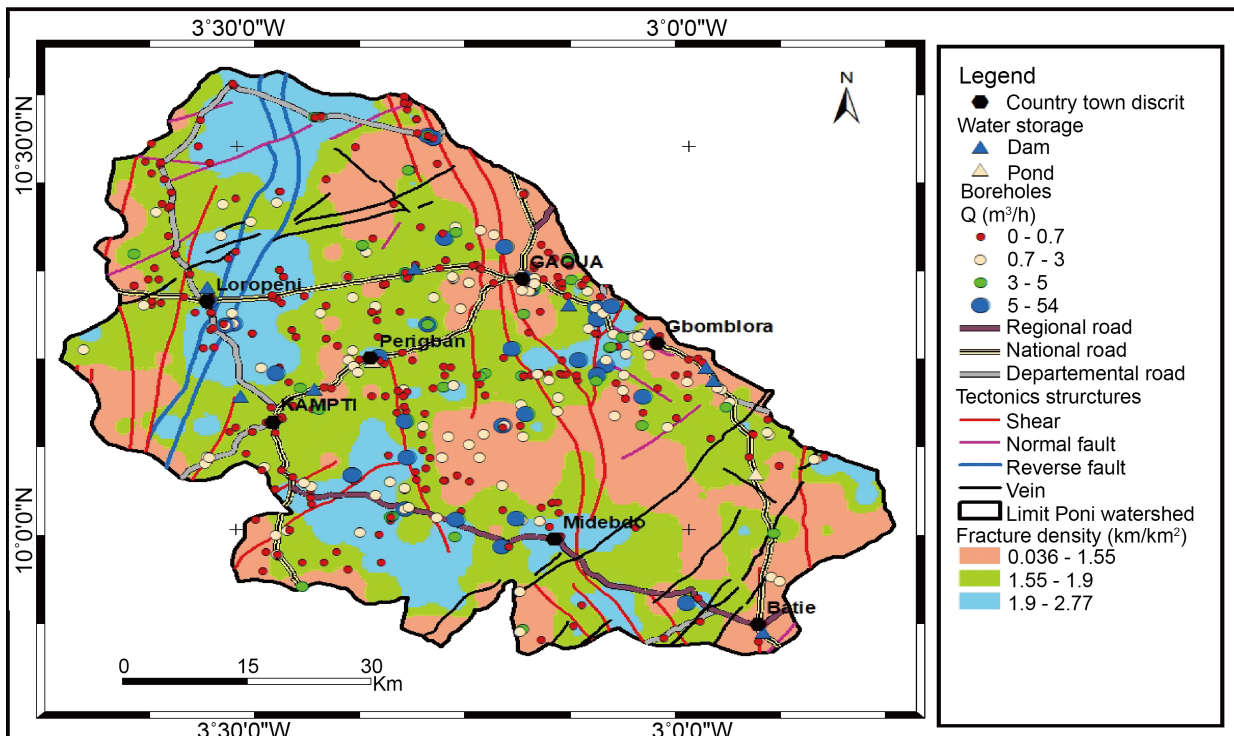 3˚30'0"W
3˚0'0"W
10˚30'0"N
10˚0'0"N
N
GAOUA
Loropeni
Gbomblora
Perigban
KAMPTI
Midebdo
Batie
0
15
30
Km
3˚30'0"W
3˚0'0"W
Legend
Country town discrit
Water storage
Dam
Pond
Boreholes
Q (m³/h)
0 - 0.7
0.7 - 3
3 - 5
5 - 54
Regional road
National road
Departemental road
Tectonics strurctures
Shear
Normal fault
Reverse fault
Vein
Limit Poni watershed
Fracture density (km/km²)
0.036 - 1.55
1.55 - 1.9
1.9 - 2.77